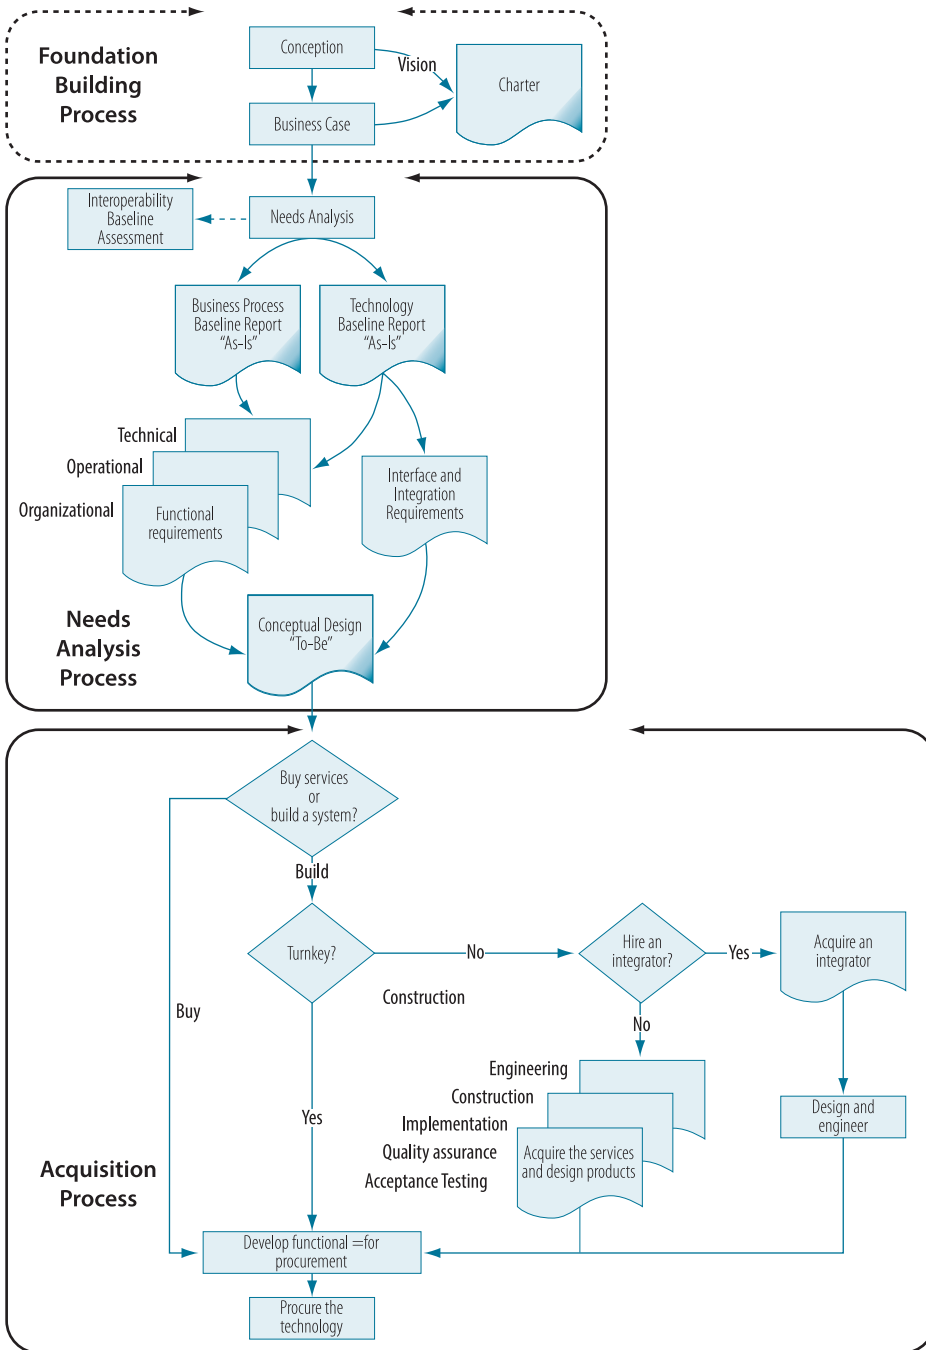 Foundation
Building
Process
Conception
Vision
Charter
Business Case
Interoperability
Baseline
Assessment
Needs Analysis
Business Process
Baseline Report
“As-Is”
Technology
Baseline Report
“As-Is”
Technical
Operational
Organizational
Functional
requirements
Interface and
Integration
Requirements
Needs
Analysis
Process
Conceptual Design
“To-Be”
Buy services
or
build a system?
Build
Turnkey?
No
Hire an
integrator?
Yes
Acquire an
integrator
Construction
Buy
No
Engineering
Construction
Implementation
Quality assurance
Acceptance Testing
Acquire the services
and design products
Design and
engineer
Yes
Acquisition
Process
Develop functional =for
procurement
Procure the
technology